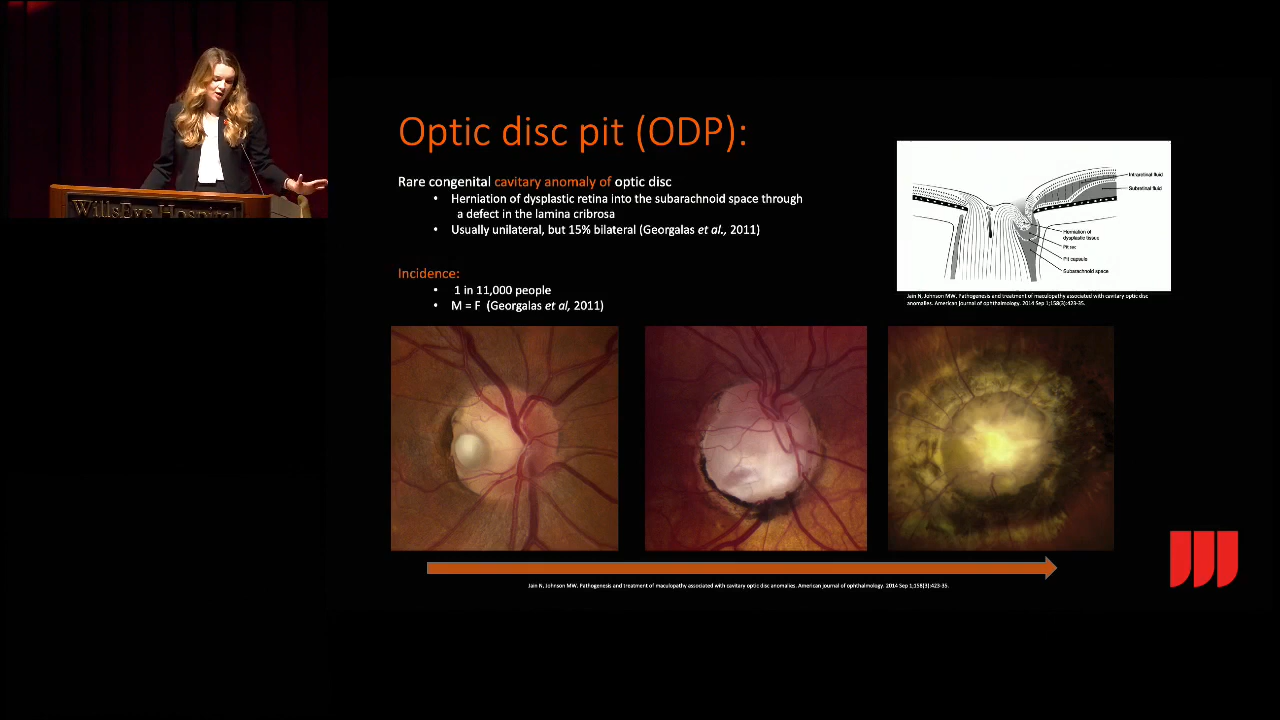 WillsEye Hospital
Optic disc pit (ODP):
Rare congenital cavitary anomaly of optic disc
• Herniation of dysplastic retina into the subarachnoid space through
a defect in the lamina cribrosa
• Usually unilateral, but 15% bilateral (Georgalas et al., 2011)
Incidence:
• 1 in 11,000 people
• M = F (Georgalas et al, 2011)
Intraretinal fluid
Subretinal fluid
Herniation of
dysplastic tissue
Pit sac
Pit capsule
Subarachnoid space
Jain N, Johnson MW. Pathogenesis and treatment of maculopathy associated with cavitary optic disc
anomalies. American journal of ophthalmology. 2014 Sep 1;158(3):423-35.
Jain N, Johnson MW. Pathogenesis and treatment of maculopathy associated with cavitary optic disc anomalies. American journal of ophthalmology. 2014 Sep 1;158(3):423-35.